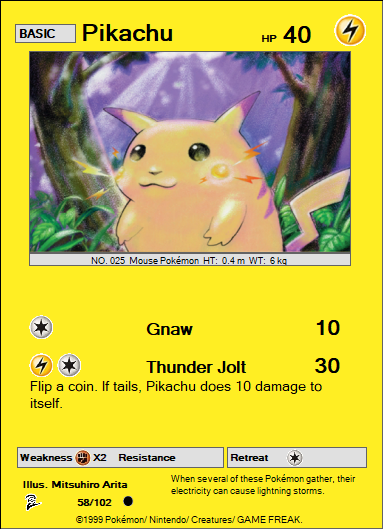 BASIC Pikachu HP 40
NO. 025 Mouse Pokémon HT: 0.4 m WT: 6 kg
Gnaw 10
Thunder Jolt 30
Flip a coin. If tails, Pikachu does 10 damage to
itself.
Weakness X2 Resistance Retreat
Illus. Mitsuhiro Arita
58/102
When several of these Pokémon gather, their
electricity can cause lightning storms.
©1999 Pokémon/ Nintendo/ Creatures/ GAME FREAK.